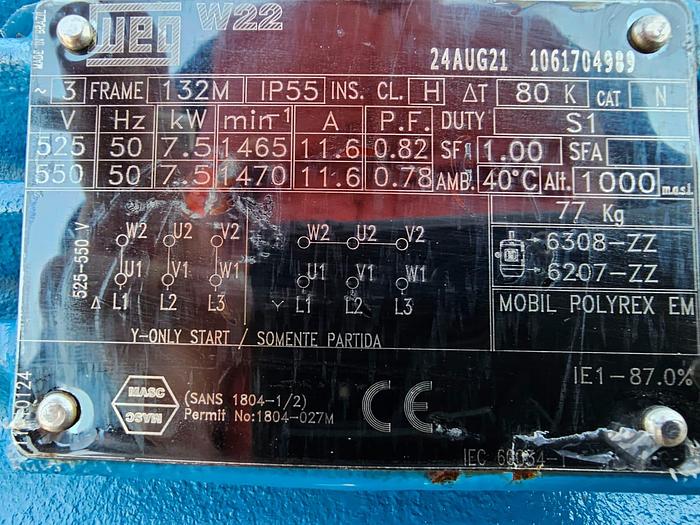 MADE IN BRAZIL
WEG W22
24AUG21 1061704989
~ 3 FRAME 132M IP55 INS. CL. H ΔT 80 K CAT N
V Hz kW min⁻¹ A P.F. DUTY S1
525 50 7.5 1465 11.6 0.82 SF 1.00 SFA
550 50 7.5 1470 11.6 0.78 AMB. 40°C Alt. 1000 m.a.s.l.
77 Kg
525-550 V
W2 U2 V2 W2 U2 V2
6308-ZZ
6207-ZZ
U1 V1 W1 U1 V1 W1
Δ L1 L2 L3 Y L1 L2 L3
MOBIL POLYREX EM
Y-ONLY START / SOMENTE PARTIDA
IE1-87.0%
MASC
MASC
(SANS 1804-1/2)
Permit No:1804-027M
CE
IEC 60034-1